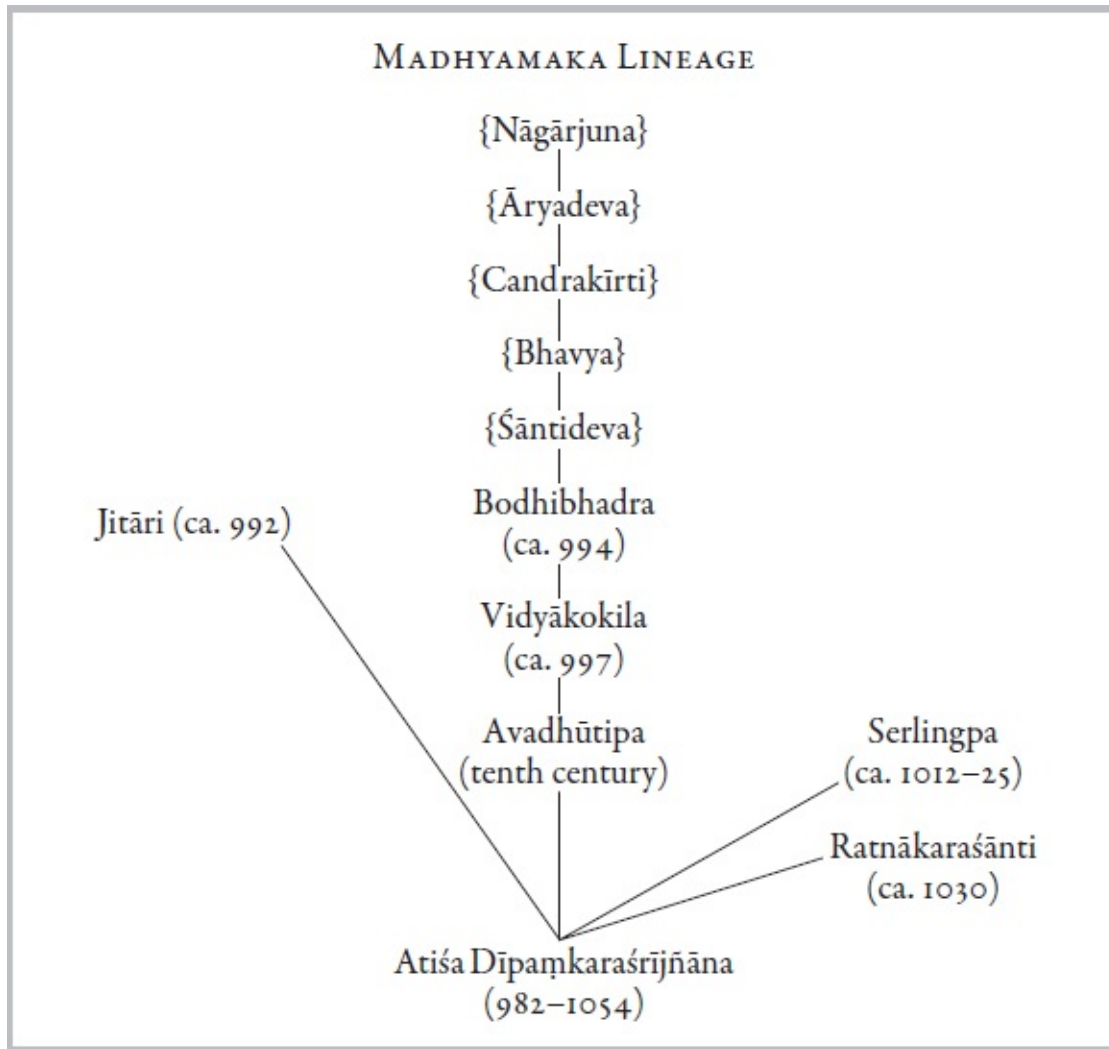 Madhyamaka Lineage
{Nāgārjuna}
{Āryadeva}
{Candrakīrti}
{Bhavya}
{Śāntideva}
Jitāri (ca. 992)
Bodhibhadra
(ca. 994)
Vidyākokila
(ca. 997)
Avadhūtipa
(tenth century)
Serlingpa
(ca. 1012–25)
Ratnākaraśānti
(ca. 1030)
Atiśa Dīpaṃkaraśrījñāna
(982–1054)